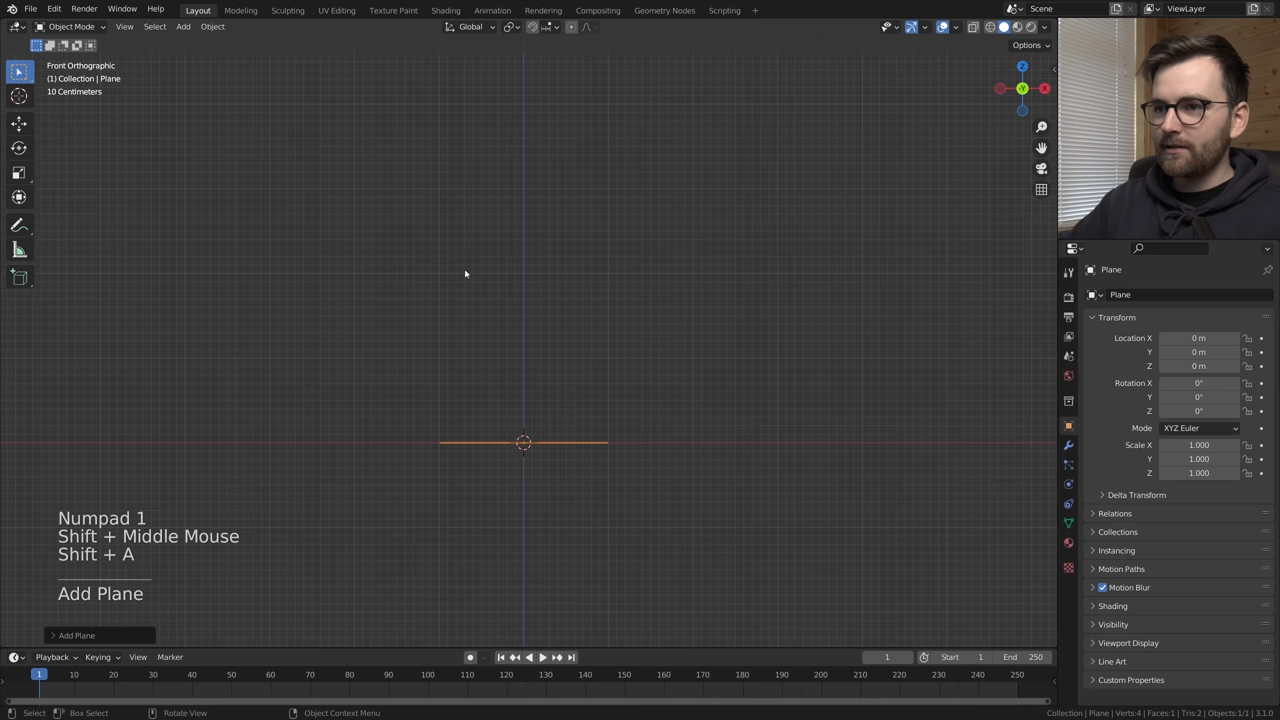 File Edit Render Window Help Layout Modeling Sculpting UV Editing Texture Paint Shading Animation Rendering Compositing Geometry Nodes Scripting + Scene ViewLayer
Object Mode View Select Add Object Global
Options
Front Orthographic
(1) Collection | Plane
10 Centimeters
Z
Y
X
Plane
Plane
Transform
Location X 0 m
Y 0 m
Z 0 m
Rotation X 0°
Y 0°
Z 0°
Mode XYZ Euler
Scale X 1.000
Y 1.000
Z 1.000
Delta Transform
Relations
Collections
Instancing
Motion Paths
Motion Blur
Shading
Visibility
Viewport Display
Line Art
Custom Properties
Numpad 1
Shift + Middle Mouse
Shift + A
Add Plane
Add Plane
Playback Keying View Marker 1 Start 1 End 250
1 10 20 30 40 50 60 70 80 90 100 110 120 130 140 150 160 170 180 190 200 210 220 230 240 250
Select Box Select Rotate View Object Context Menu Collection | Plane | Verts:4 | Faces:1 | Tris:2 | Objects:1/1 | 3.1.0